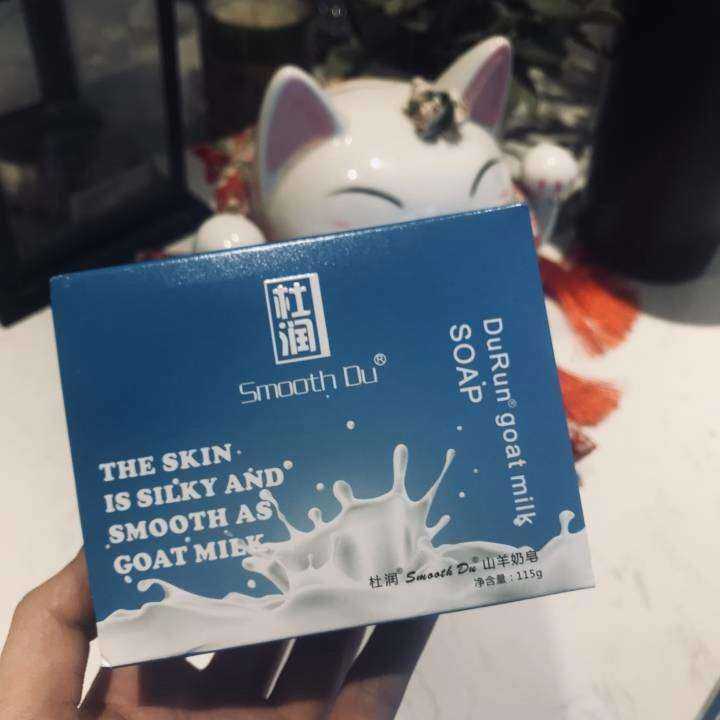 杜润
Smooth Du®
DuRun® goat milk
SOAP
THE SKIN
IS SILKY AND
SMOOTH AS
GOAT MILK
杜润® Smooth Du® 山羊奶皂
净含量：115g